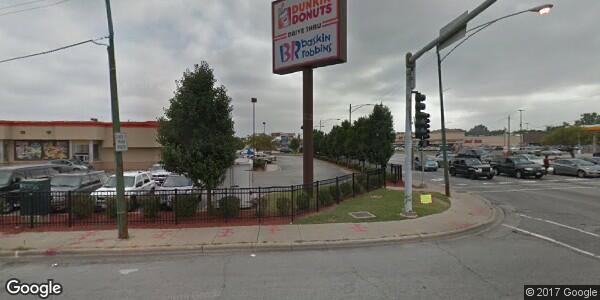 DUNKIN'
DONUTS
DRIVE THRU
BR baskin
robbins
Google
© 2017 Google